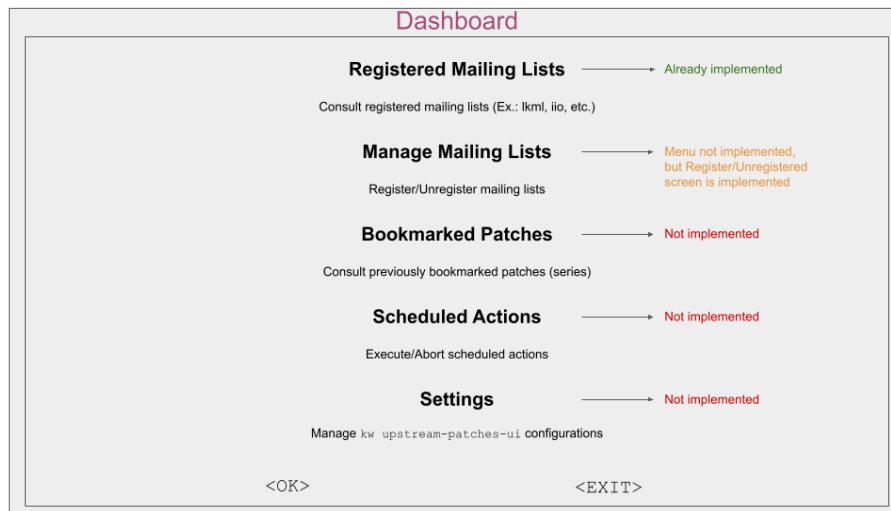 Dashboard
Registered Mailing Lists
Already implemented
Consult registered mailing lists (Ex.: lkml, iio, etc.)
Manage Mailing Lists
Menu not implemented,
but Register/Unregistered
screen is implemented
Register/Unregister mailing lists
Bookmarked Patches
Not implemented
Consult previously bookmarked patches (series)
Scheduled Actions
Not implemented
Execute/Abort scheduled actions
Settings
Not implemented
Manage kw upstream-patches-ui configurations
<OK>
<EXIT>